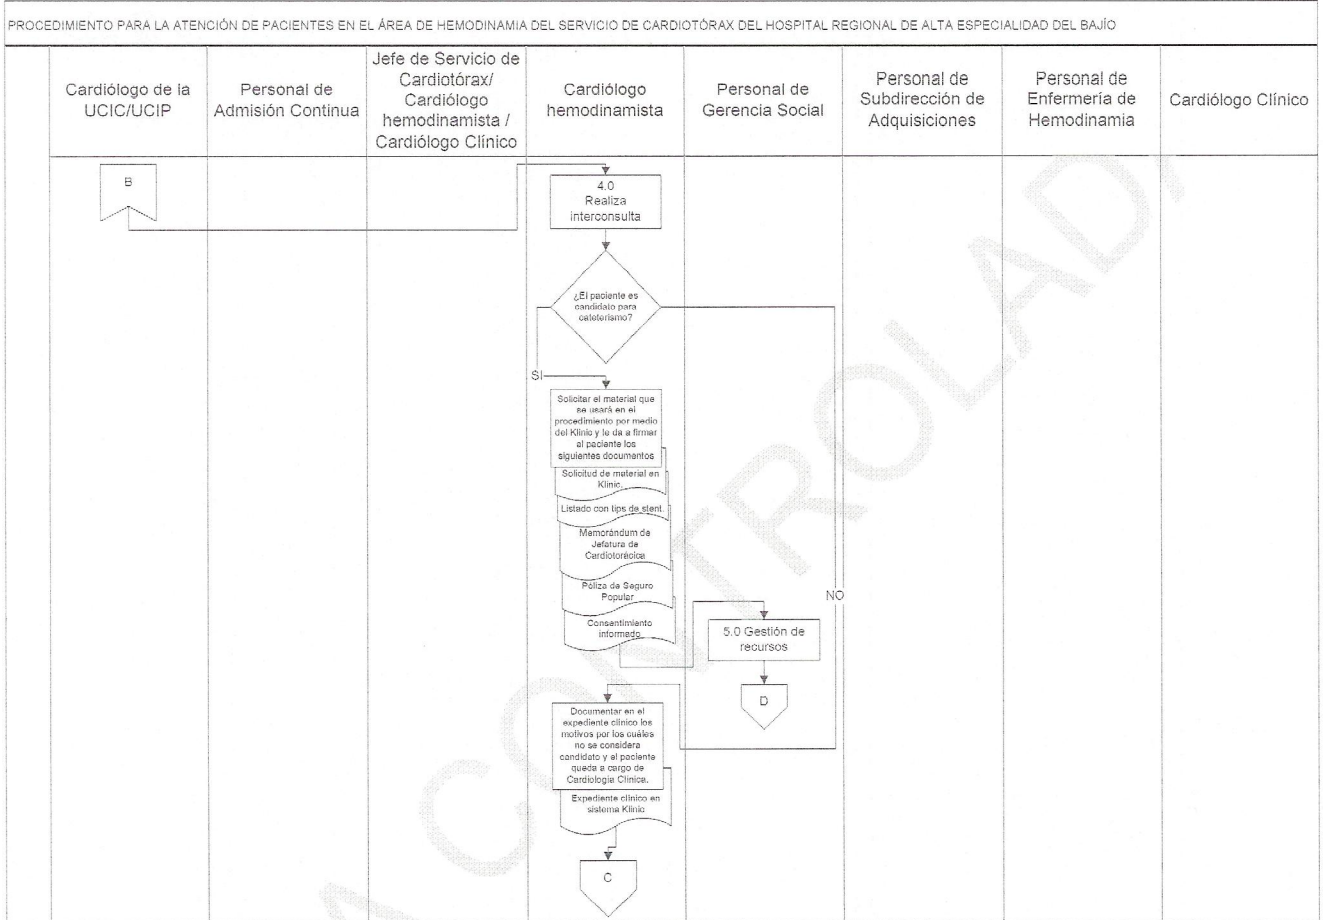 PROCEDIMIENTO PARA LA ATENCIÓN DE PACIENTES EN EL ÁREA DE HEMODINAMIA DEL SERVICIO DE CARDIOTÓRAX DEL HOSPITAL REGIONAL DE ALTA ESPECIALIDAD DEL BAJÍO
Cardiólogo de la
UCIC/UCIP
Personal de
Admisión Continua
Jefe de Servicio de
Cardiotórax/
Cardiólogo
hemodinamista /
Cardiólogo Clínico
Cardiólogo
hemodinamista
Personal de
Gerencia Social
Personal de
Subdirección de
Adquisiciones
Personal de
Enfermería de
Hemodinamia
Cardiólogo Clínico
B
4.0
Realiza
interconsulta
¿El paciente es
candidato para
cateterismo?
SI
Solicitar el material que
se usará en el
procedimiento por medio
del Klinic y le da a firmar
al paciente los
siguientes documentos
Solicitud de material en
Klinic.
Listado con tips de stent.
Memorándum de
Jefatura de
Cardiotorácica
Póliza de Seguro
Popular
Consentimiento
informado
NO
5.0 Gestión de
recursos
D
Documentar en el
expediente clínico los
motivos por los cuáles
no se considera
candidato y el paciente
queda a cargo de
Cardiología Clínica.
Expediente clínico en
sistema Klinic
C
A CONTROLADA